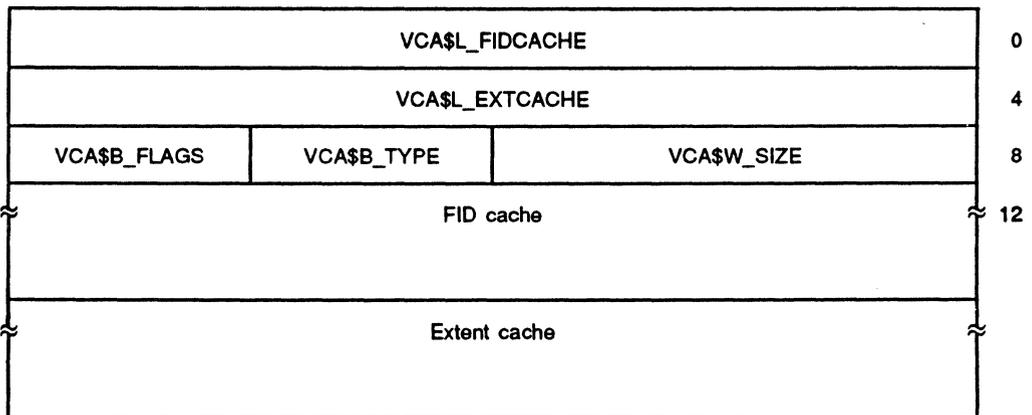 VCA$L_FIDCACHE 0
VCA$L_EXTCACHE 4
VCA$B_FLAGS VCA$B_TYPE VCA$W_SIZE 8
FID cache 12
Extent cache